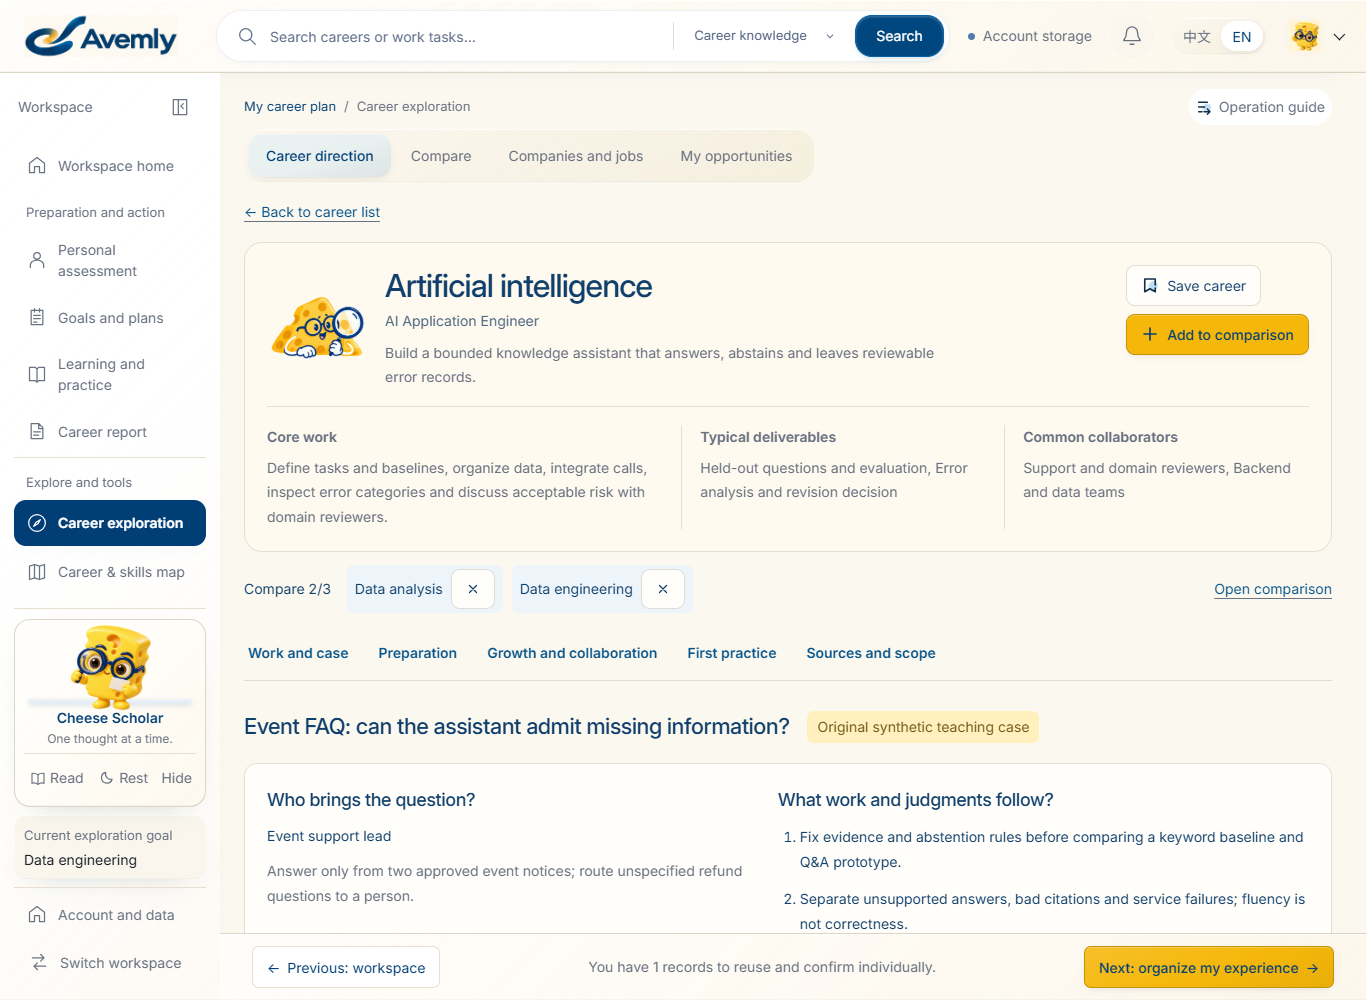 Avemly
Search careers or work tasks...
Career knowledge
Search
Account storage
中文
EN
Workspace
Workspace home
Preparation and action
Personal
assessment
Goals and plans
Learning and
practice
Career report
Explore and tools
Career exploration
Career & skills map
Cheese Scholar
One thought at a time.
Read
Rest
Hide
Current exploration goal
Data engineering
Account and data
Switch workspace
My career plan / Career exploration
Operation guide
Career direction
Compare
Companies and jobs
My opportunities
← Back to career list
Artificial intelligence
AI Application Engineer
Build a bounded knowledge assistant that answers, abstains and leaves reviewable
error records.
Save career
+ Add to comparison
Core work
Define tasks and baselines, organize data, integrate calls,
inspect error categories and discuss acceptable risk with
domain reviewers.
Typical deliverables
Held-out questions and evaluation, Error
analysis and revision decision
Common collaborators
Support and domain reviewers, Backend
and data teams
Compare 2/3
Data analysis ×
Data engineering ×
Open comparison
Work and case
Preparation
Growth and collaboration
First practice
Sources and scope
Event FAQ: can the assistant admit missing information?
Original synthetic teaching case
Who brings the question?
Event support lead
Answer only from two approved event notices; route unspecified refund
questions to a person.
What work and judgments follow?
1. Fix evidence and abstention rules before comparing a keyword baseline and
Q&A prototype.
2. Separate unsupported answers, bad citations and service failures; fluency is
not correctness.
← Previous: workspace
You have 1 records to reuse and confirm individually.
Next: organize my experience →